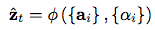 ẑ_t = ϕ ({a_i} , {α_i})